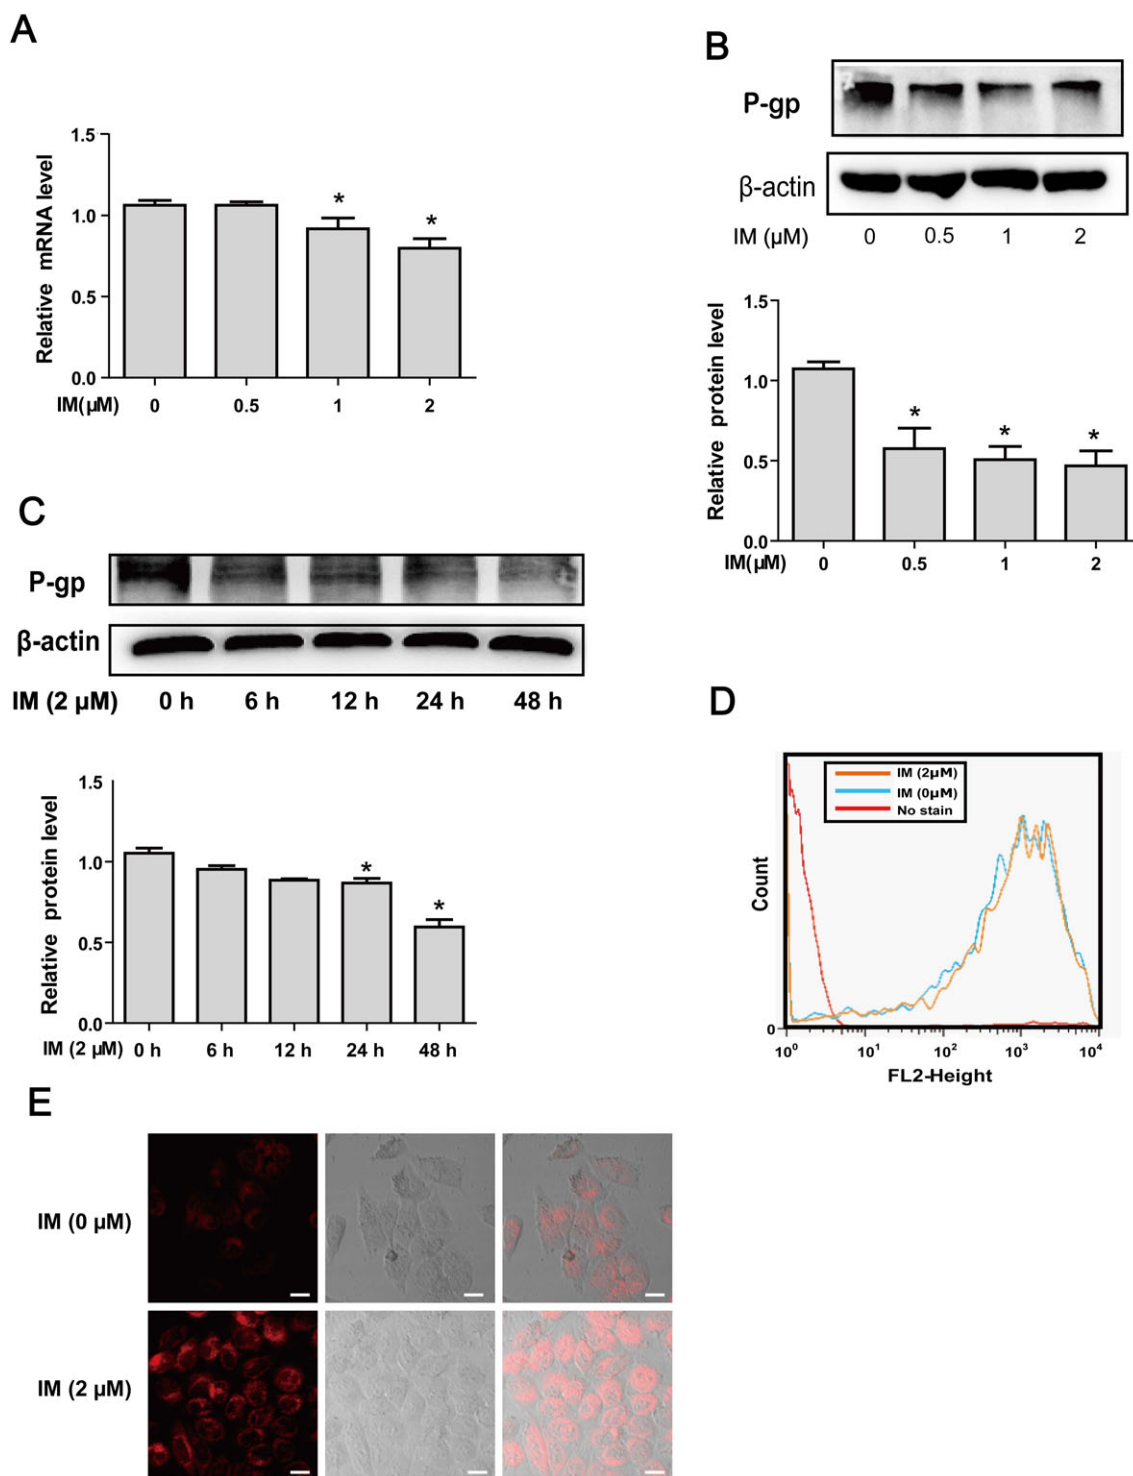 A
1.5
1.0
0.5
0.0
Relative mRNA level
*
*
IM(µM) 0 0.5 1 2
B
P-gp
β-actin
IM (µM) 0 0.5 1 2
1.5
1.0
0.5
0.0
Relative protein level
* * *
IM(µM) 0 0.5 1 2
C
P-gp
β-actin
IM (2 µM) 0 h 6 h 12 h 24 h 48 h
1.5
1.0
0.5
0.0
Relative protein level
*
*
IM (2 µM) 0 h 6 h 12 h 24 h 48 h
D
IM (2µM)
IM (0µM)
No stain
Count
0
10⁰ 10¹ 10² 10³ 10⁴
FL2-Height
E
IM (0 µM)
IM (2 µM)